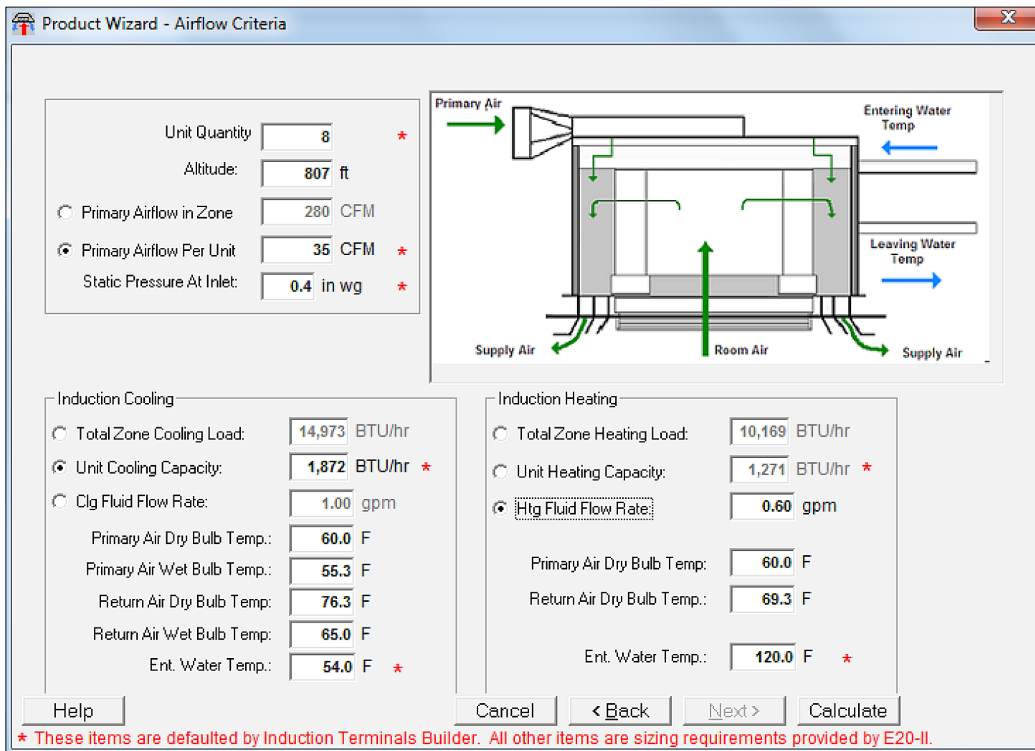 Product Wizard - Airflow Criteria
X
Unit Quantity 8 *
Altitude: 807 ft
Primary Airflow in Zone 280 CFM
Primary Airflow Per Unit 35 CFM *
Static Pressure At Inlet: 0.4 in wg *
Primary Air
Entering Water
Temp
Leaving Water
Temp
Supply Air
Room Air
Supply Air
Induction Cooling
Total Zone Cooling Load: 14,973 BTU/hr
Unit Cooling Capacity: 1,872 BTU/hr *
Clg Fluid Flow Rate: 1.00 gpm
Primary Air Dry Bulb Temp.: 60.0 F
Primary Air Wet Bulb Temp.: 55.3 F
Return Air Dry Bulb Temp: 76.3 F
Return Air Wet Bulb Temp: 65.0 F
Ent. Water Temp.: 54.0 F *
Induction Heating
Total Zone Heating Load: 10,169 BTU/hr
Unit Heating Capacity: 1,271 BTU/hr *
Htg Fluid Flow Rate: 0.60 gpm
Primary Air Dry Bulb Temp: 60.0 F
Return Air Dry Bulb Temp.: 69.3 F
Ent. Water Temp.: 120.0 F *
Help
Cancel
< Back
Next >
Calculate
* These items are defaulted by Induction Terminals Builder. All other items are sizing requirements provided by E20-II.